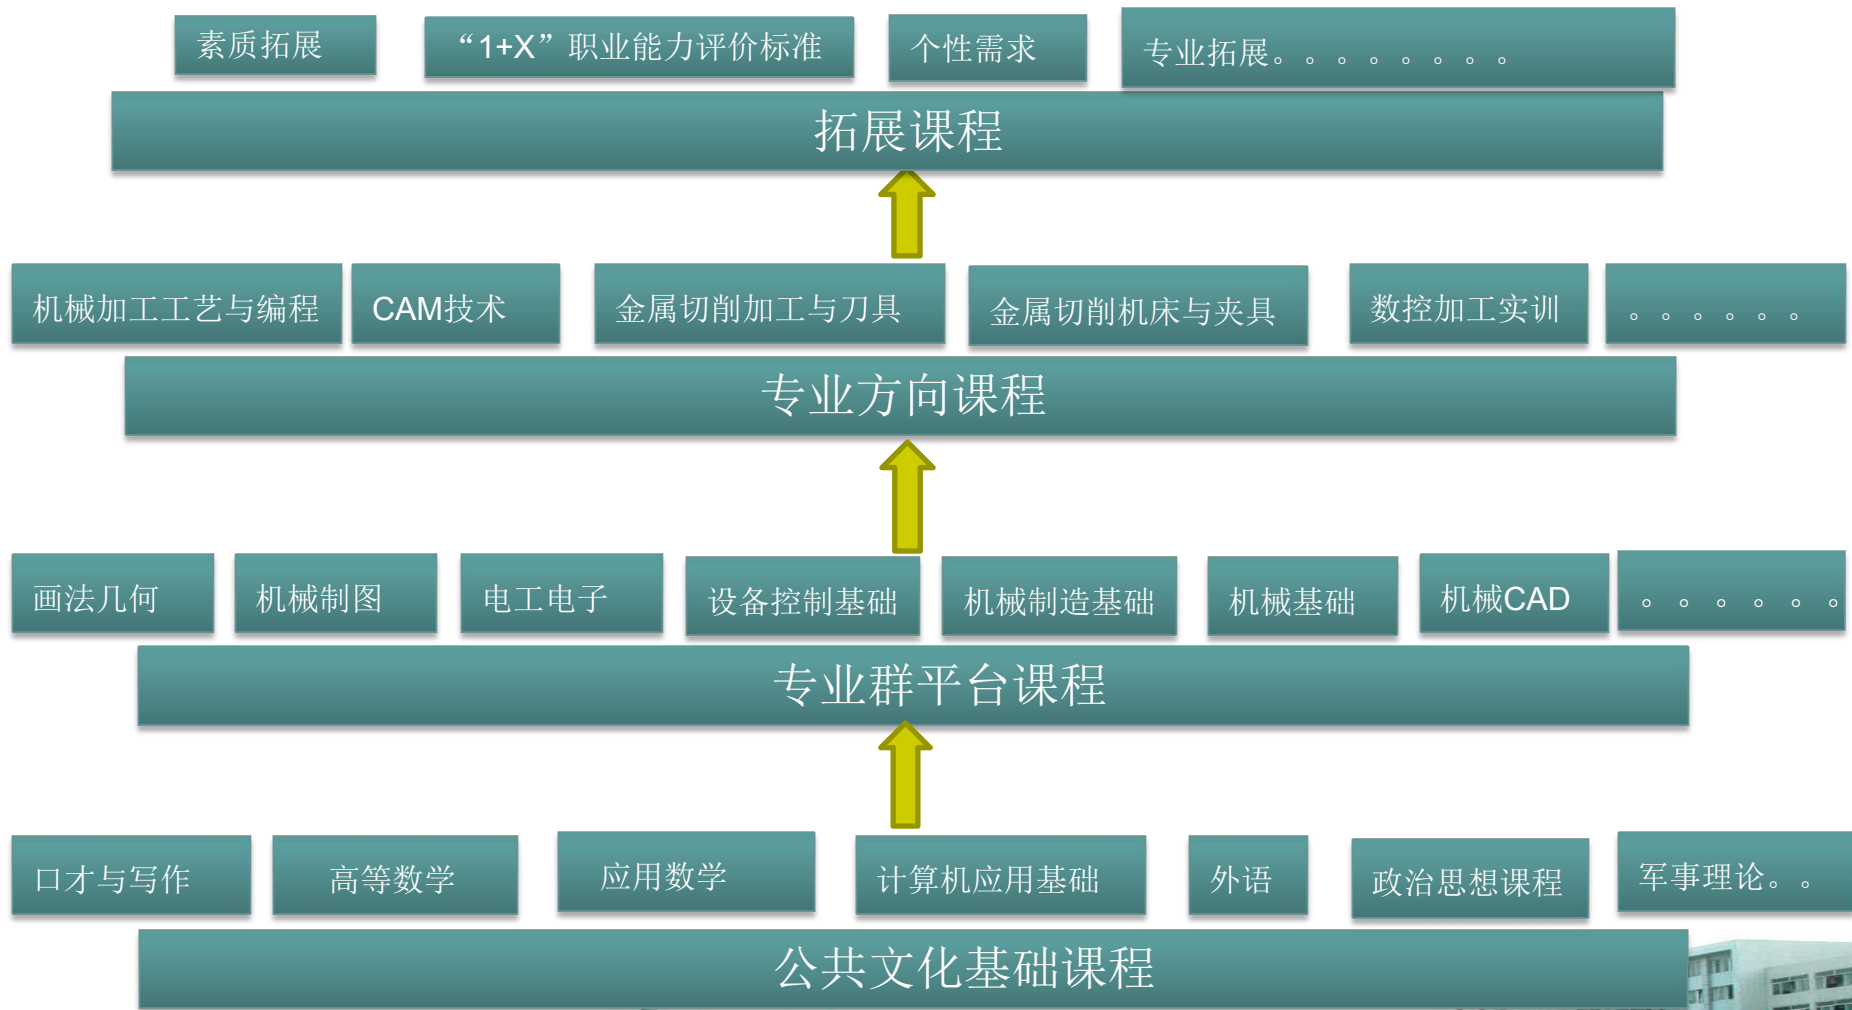 素质拓展
“1+X”职业能力评价标准
个性需求
专业拓展。。。。。。。。
拓展课程
机械加工工艺与编程
CAM技术
金属切削加工与刀具
金属切削机床与夹具
数控加工实训
。。。。。。
专业方向课程
画法几何
机械制图
电工电子
设备控制基础
机械制造基础
机械基础
机械CAD
。。。。。。
专业群平台课程
口才与写作
高等数学
应用数学
计算机应用基础
外语
政治思想课程
军事理论。。
公共文化基础课程